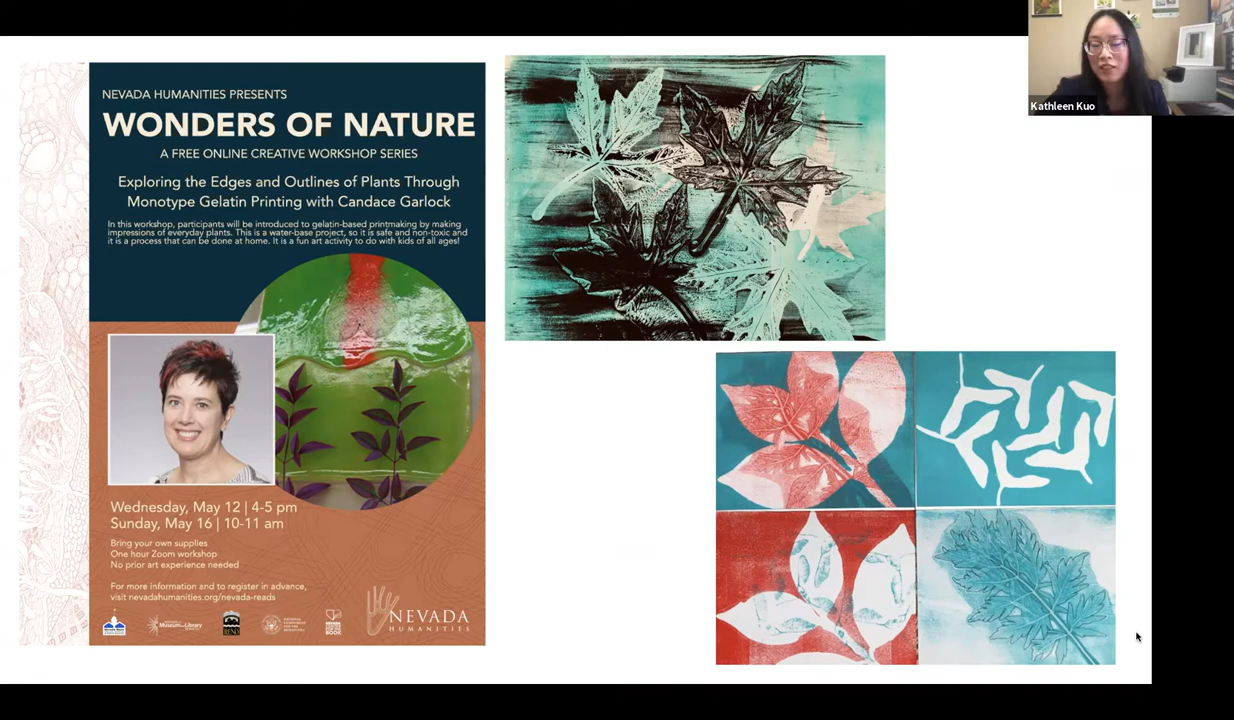 NEVADA HUMANITIES PRESENTS
WONDERS OF NATURE
A FREE ONLINE CREATIVE WORKSHOP SERIES
Exploring the Edges and Outlines of Plants Through
Monotype Gelatin Printing with Candace Garlock
In this workshop, participants will be introduced to gelatin-based printmaking by making
impressions of everyday plants. This is a water-base project, so it is safe and non-toxic and
it is a process that can be done at home. It is a fun art activity to do with kids of all ages!
Wednesday, May 12 | 4-5 pm
Sunday, May 16 | 10-11 am
Bring your own supplies
One hour Zoom workshop
No prior art experience needed
For more information and to register in advance,
visit nevadahumanities.org/nevada-reads
Museum and Library
RENO
BOOK
NEVADA
HUMANITIES
Kathleen Kuo